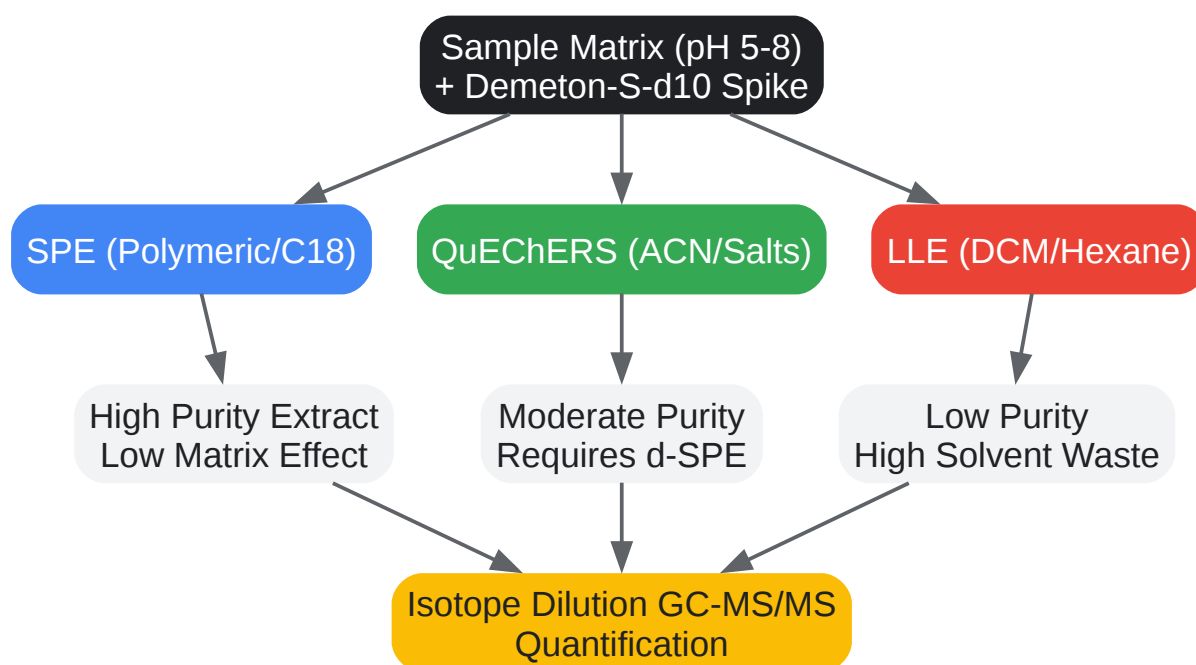 Sample Matrix (pH 5-8)
+ Demeton-S-d10 Spike
SPE (Polymeric/C18)
QuEChERS (ACN/Salts)
LLE (DCM/Hexane)
High Purity Extract
Low Matrix Effect
Moderate Purity
Requires d-SPE
Low Purity
High Solvent Waste
Isotope Dilution GC-MS/MS
Quantification